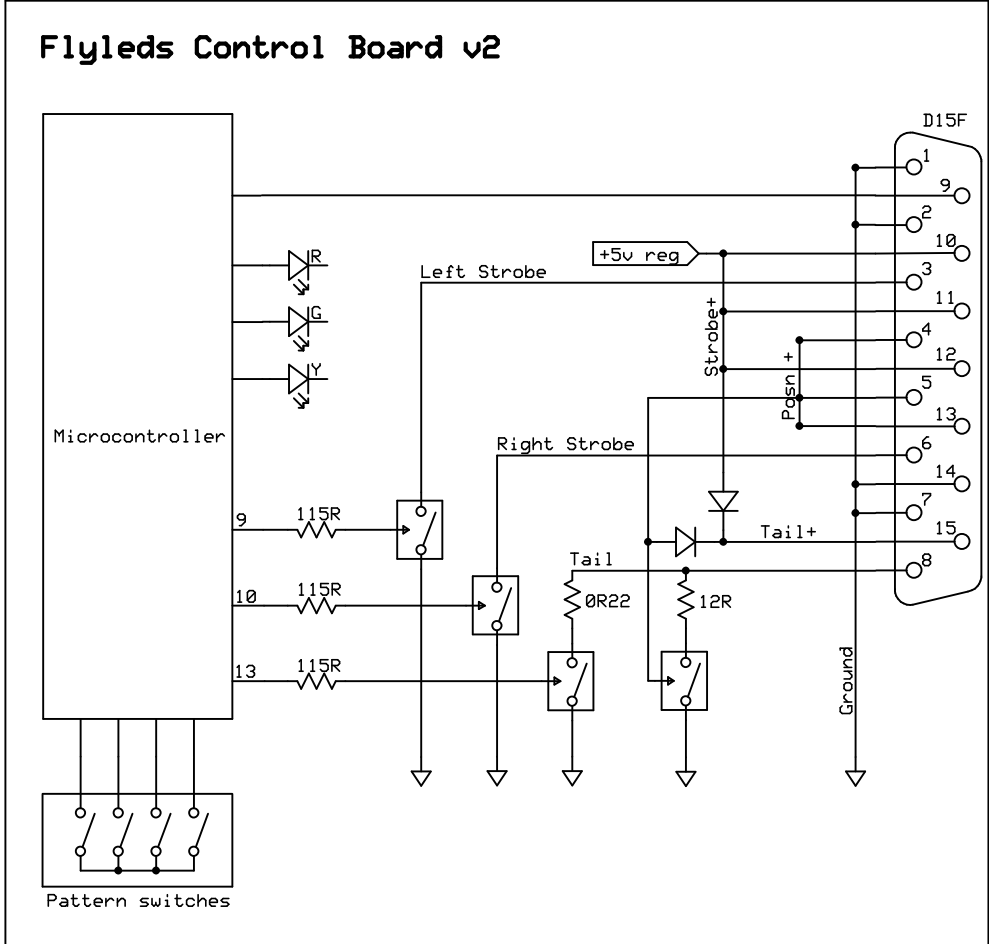 Flyleds Control Board v2
D15F
1
9
2
10
+5v reg
R
Left Strobe
3
11
G
Strobe+
4
Posn +
12
Y
5
13
Microcontroller
Right Strobe
6
14
9
115R
7
15
Tail+
Tail
8
10
115R
0R22
12R
13
115R
Ground
Pattern switches